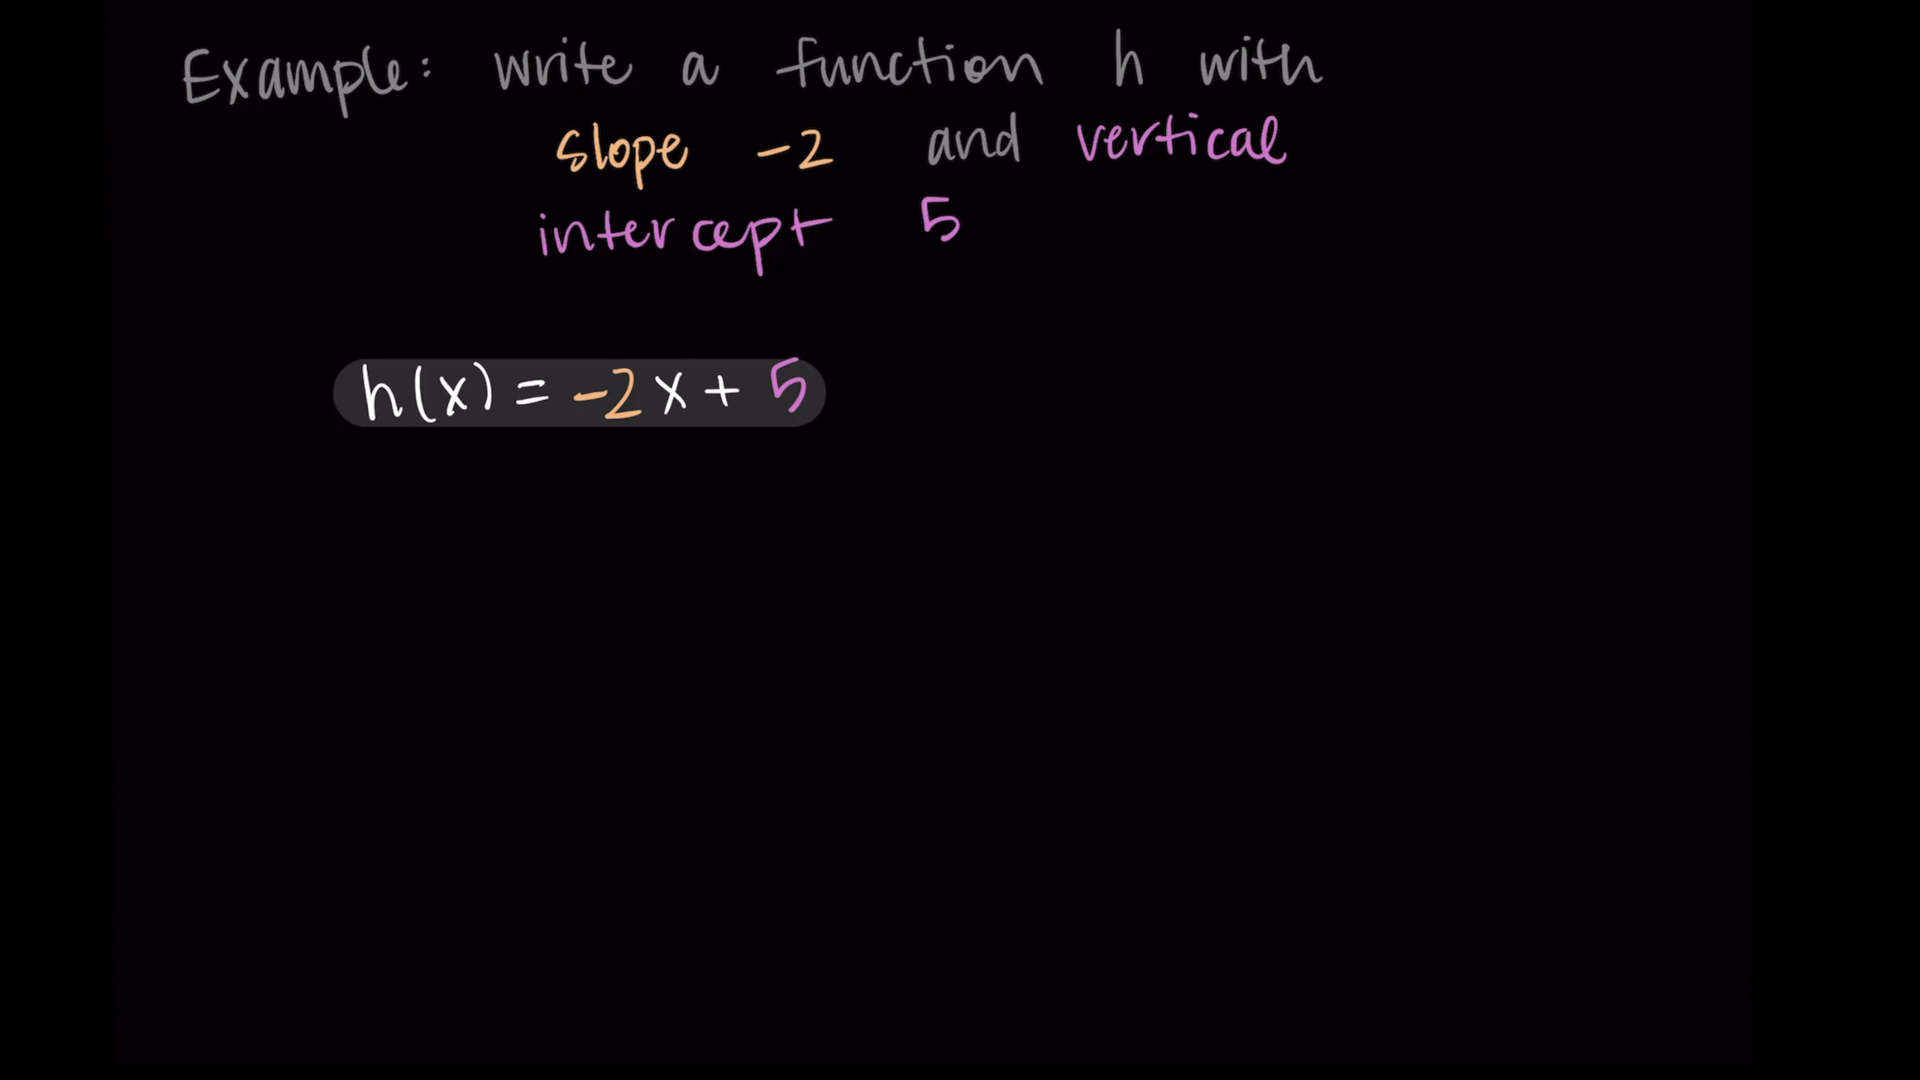 Example: write a function h with
slope -2 and vertical
intercept 5
h(x) = -2x + 5